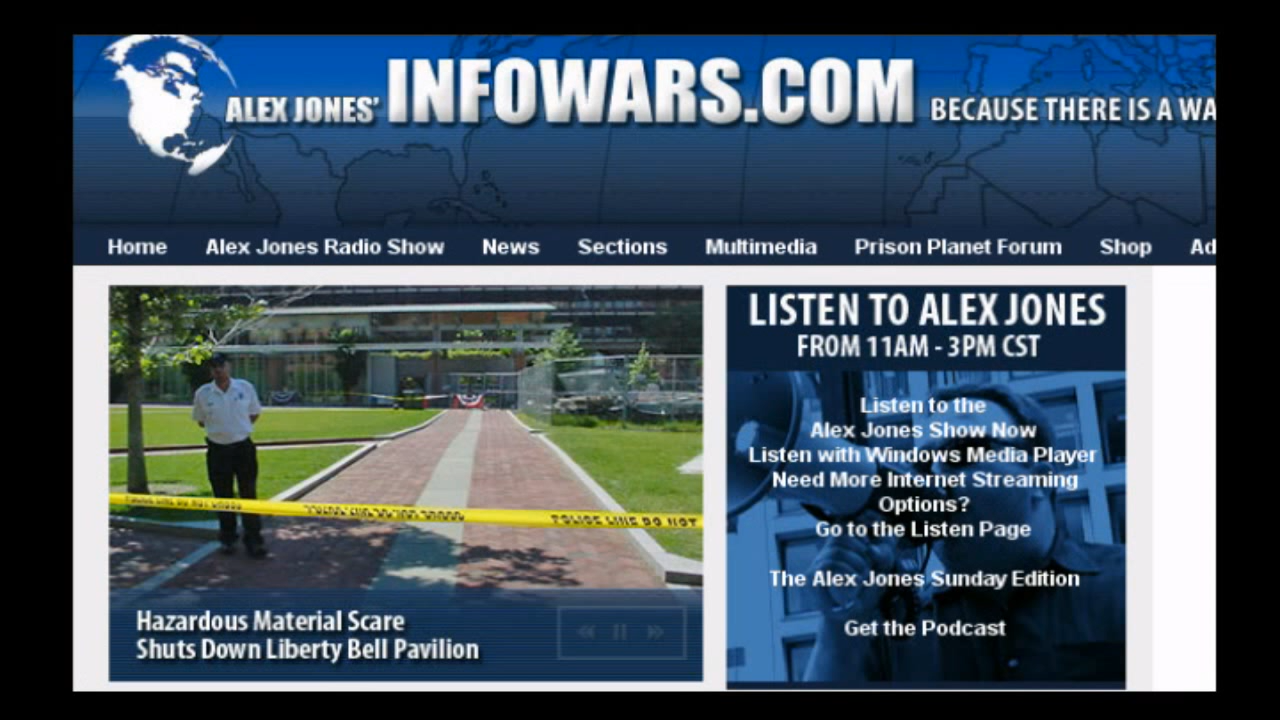 ALEX JONES' INFOWARS.COM BECAUSE THERE IS A WA
Home Alex Jones Radio Show News Sections Multimedia Prison Planet Forum Shop Ad
POLICE LINE DO NOT
Hazardous Material Scare
Shuts Down Liberty Bell Pavilion
LISTEN TO ALEX JONES
FROM 11AM - 3PM CST
Listen to the
Alex Jones Show Now
Listen with Windows Media Player
Need More Internet Streaming
Options?
Go to the Listen Page
The Alex Jones Sunday Edition
Get the Podcast